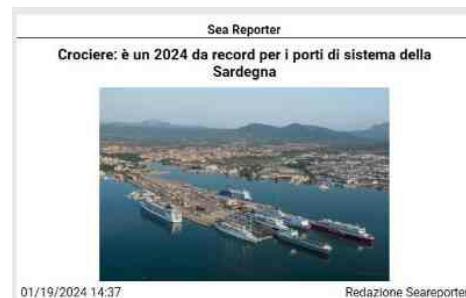 Sea Reporter
Crociere: è un 2024 da record per i porti di sistema della
Sardegna
01/19/2024 14:37
Redazione Seareporter